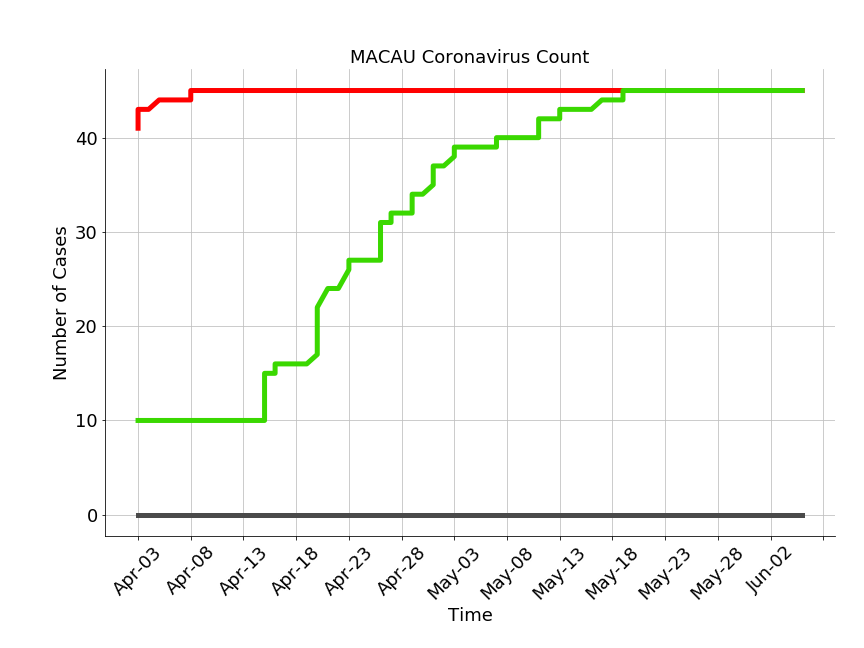 MACAU Coronavirus Count
Number of Cases
40
30
20
10
0
Apr-03
Apr-08
Apr-13
Apr-18
Apr-23
Apr-28
May-03
May-08
May-13
May-18
May-23
May-28
Jun-02
Time